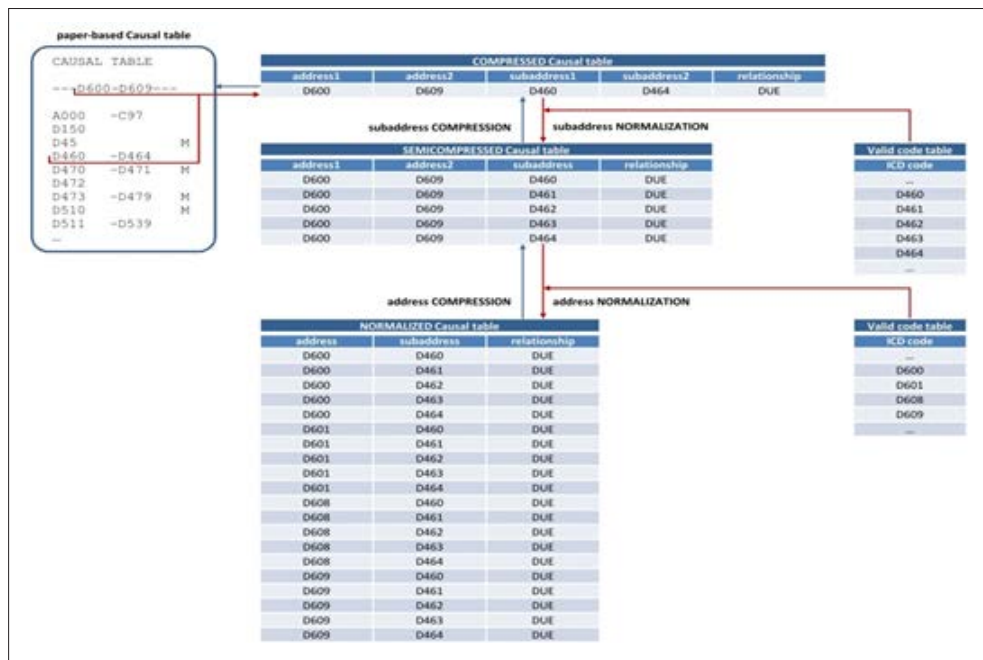 paper-based Causal table
CAUSAL TABLE
---D600-D609---
A000 -C97
D150
D45 M
D460 -D464
D470 -D471 M
D472
D473 -D479 M
D510 M
D511 -D539
...
COMPRESSED Causal table
address1 address2 subaddress1 subaddress2 relationship
D600 D609 D460 D464 DUE
subaddress COMPRESSION
subaddress NORMALIZATION
SEMICOMPRESSED Causal table
address1 address2 subaddress relationship
D600 D609 D460 DUE
D600 D609 D461 DUE
D600 D609 D462 DUE
D600 D609 D463 DUE
D600 D609 D464 DUE
Valid code table
ICD code
...
D460
D461
D462
D463
D464
...
address COMPRESSION
address NORMALIZATION
NORMALIZED Causal table
address subaddress relationship
D600 D460 DUE
D600 D461 DUE
D600 D462 DUE
D600 D463 DUE
D600 D464 DUE
D601 D460 DUE
D601 D461 DUE
D601 D462 DUE
D601 D463 DUE
D601 D464 DUE
D608 D460 DUE
D608 D461 DUE
D608 D462 DUE
D608 D463 DUE
D608 D464 DUE
D609 D460 DUE
D609 D461 DUE
D609 D462 DUE
D609 D463 DUE
D609 D464 DUE
Valid code table
ICD code
...
D600
D601
D608
D609
...